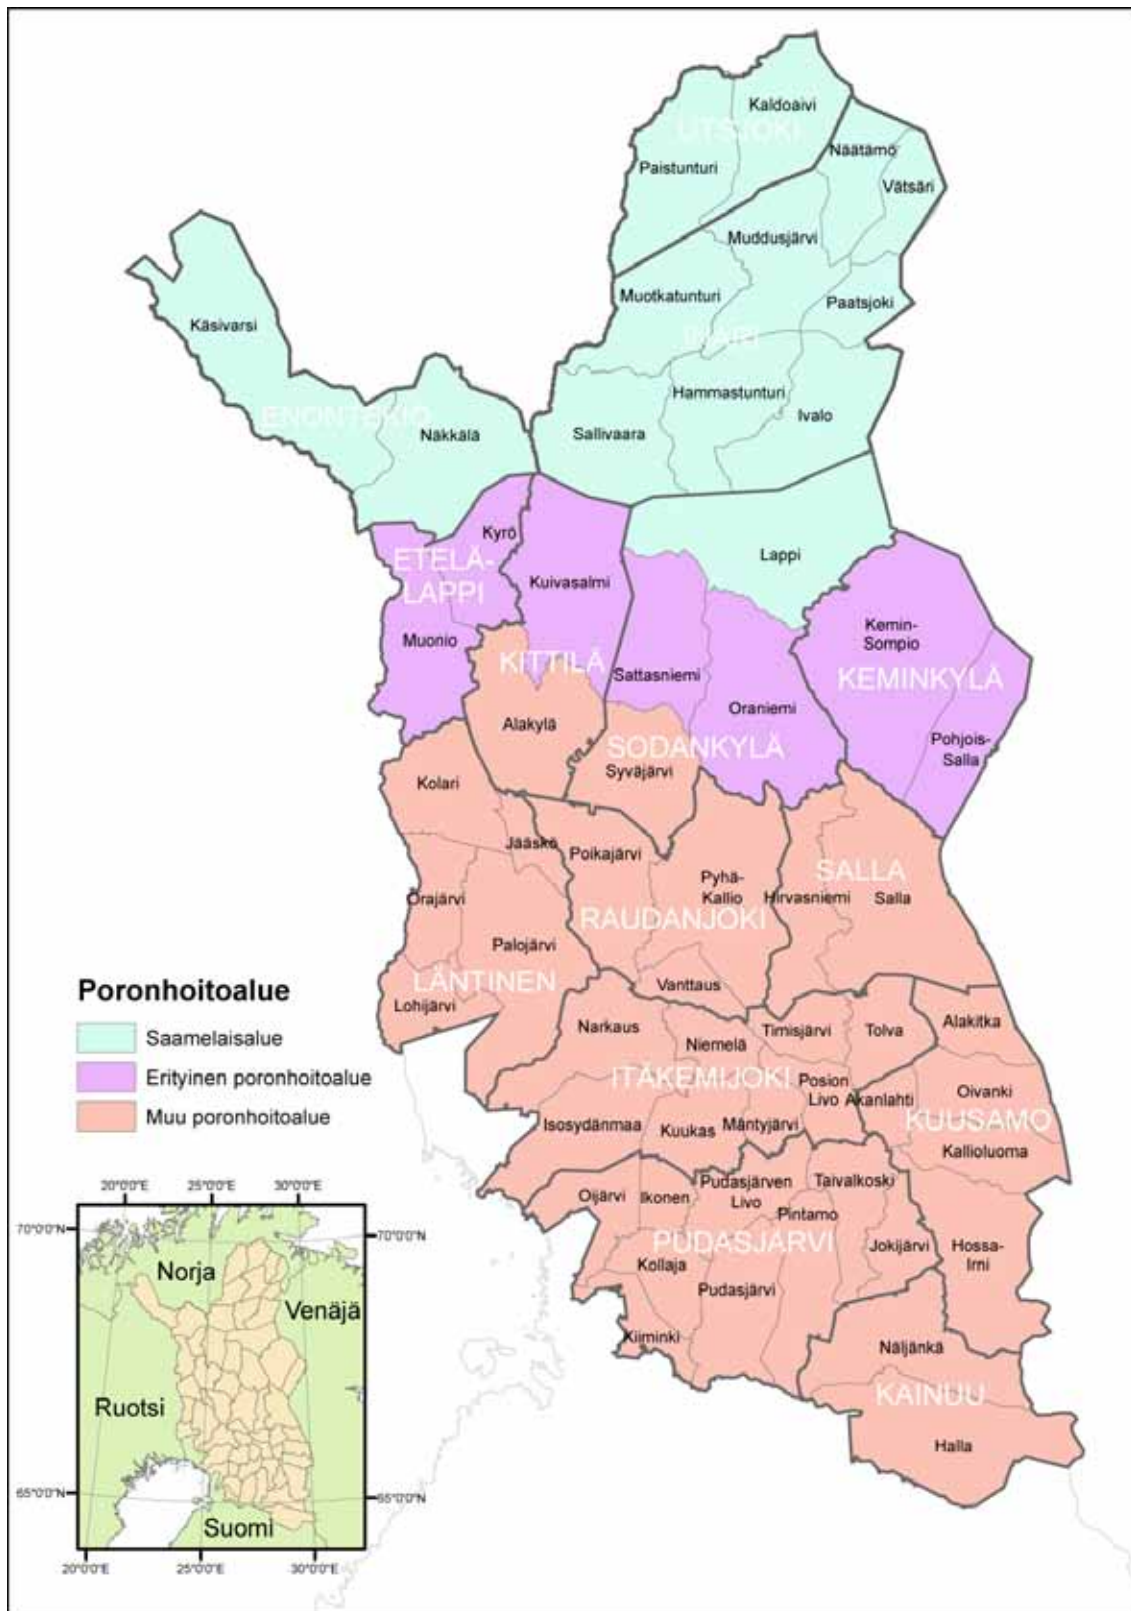 Kaldoaivi
UTSJOKI
Näätämö
Paistunturi
Vätsäri
Muddusjärvi
Muotkatunturi
Paatsjoki
Käsivarsi
INARI
Hammastunturi
ENONTEKIÖ
Ivalo
Näkkälä
Sallivaara
Kyrö
Lappi
ETELÄ-
LAPPI
Kuivasalmi
Kemin-
Sompio
Muonio
KITTILÄ
Sattasniemi
KEMINKYLÄ
Oraniemi
Alakylä
Pohjois-
Salla
SODANKYLÄ
Syväjärvi
Kolari
Jääskö
Poikajärvi
SALLA
Pyhä-
Kallio
Hirvasniemi
Salla
Orajärvi
RAUDANJOKI
Palojärvi
LÄNTINEN
Vanttaus
Lohijärvi
Narkaus
Timisjärvi
Tolva
Alakitka
Niemelä
ITÄKEMIJOKI
Posion
Livo
Akanlahti
Oivanki
KUUSAMO
Isosydänmaa
Kuukas
Mäntyjärvi
Kallioluoma
Oijärvi
Ikonen
Pudasjärven
Livo
Taivalkoski
Pintamo
PUDASJÄRVI
Jokijärvi
Hossa-
Irni
Kollaja
Pudasjärvi
Kiiminki
Näljänkä
KAINUU
Halla
Poronhoitoalue
Saamelaisalue
Erityinen poronhoitoalue
Muu poronhoitoalue
20°0'0"E 25°0'0"E 30°0'0"E
70°0'0"N
70°0'0"N
Norja
Venäjä
Ruotsi
65°0'0"N
65°0'0"N
Suomi
20°0'0"E 25°0'0"E 30°0'0"E